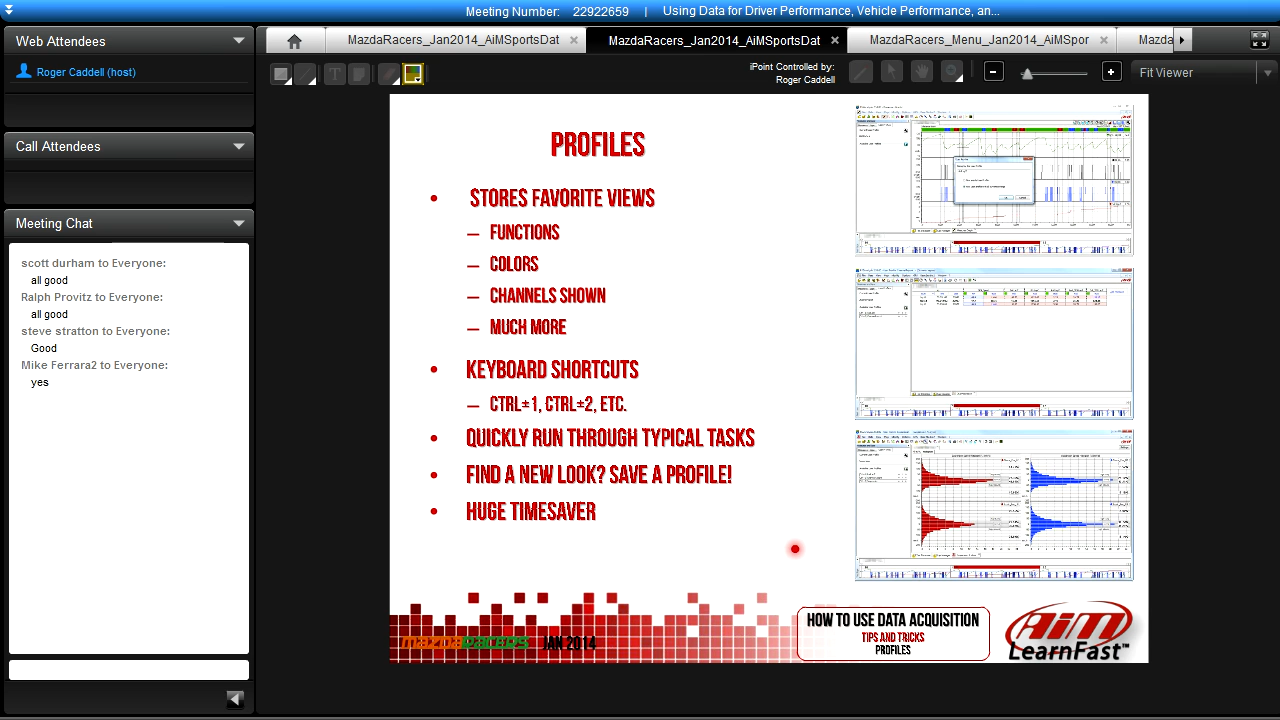 Meeting Number: 22922659 | Using Data for Driver Performance, Vehicle Performance, an...
Web Attendees
Roger Caddell (host)
Call Attendees
Meeting Chat
scott durham to Everyone:
all good
Ralph Provitz to Everyone:
all good
steve stratton to Everyone:
Good
Mike Ferrara2 to Everyone:
yes
MazdaRacers_Jan2014_AiMSportsDat
MazdaRacers_Jan2014_AiMSportsDat
MazdaRacers_Menu_Jan2014_AiMSpor
Mazda
iPoint Controlled by:
Roger Caddell
Fit Viewer
PROFILES
• STORES FAVORITE VIEWS
– FUNCTIONS
– COLORS
– CHANNELS SHOWN
– MUCH MORE
• KEYBOARD SHORTCUTS
– CTRL±1, CTRL±2, ETC.
• QUICKLY RUN THROUGH TYPICAL TASKS
• FIND A NEW LOOK? SAVE A PROFILE!
• HUGE TIMESAVER
mazdaracers JAN 2014
HOW TO USE DATA ACQUISITION
TIPS AND TRICKS
PROFILES
AiM
LearnFast™